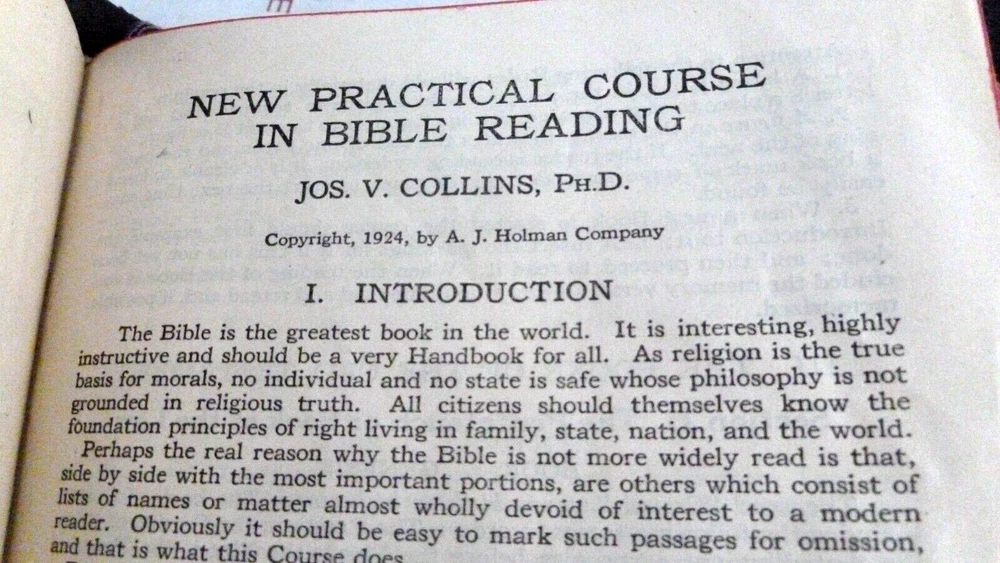 NEW PRACTICAL COURSE
IN BIBLE READING
JOS. V. COLLINS, PH.D.
Copyright, 1924, by A. J. Holman Company
I. INTRODUCTION
The Bible is the greatest book in the world. It is interesting, highly
instructive and should be a very Handbook for all. As religion is the true
basis for morals, no individual and no state is safe whose philosophy is not
grounded in religious truth. All citizens should themselves know the
foundation principles of right living in family, state, nation, and the world.
Perhaps the real reason why the Bible is not more widely read is that,
side by side with the most important portions, are others which consist of
lists of names or matter almost wholly devoid of interest to a modern
reader. Obviously it should be easy to mark such passages for omission,
and that is what this Course does